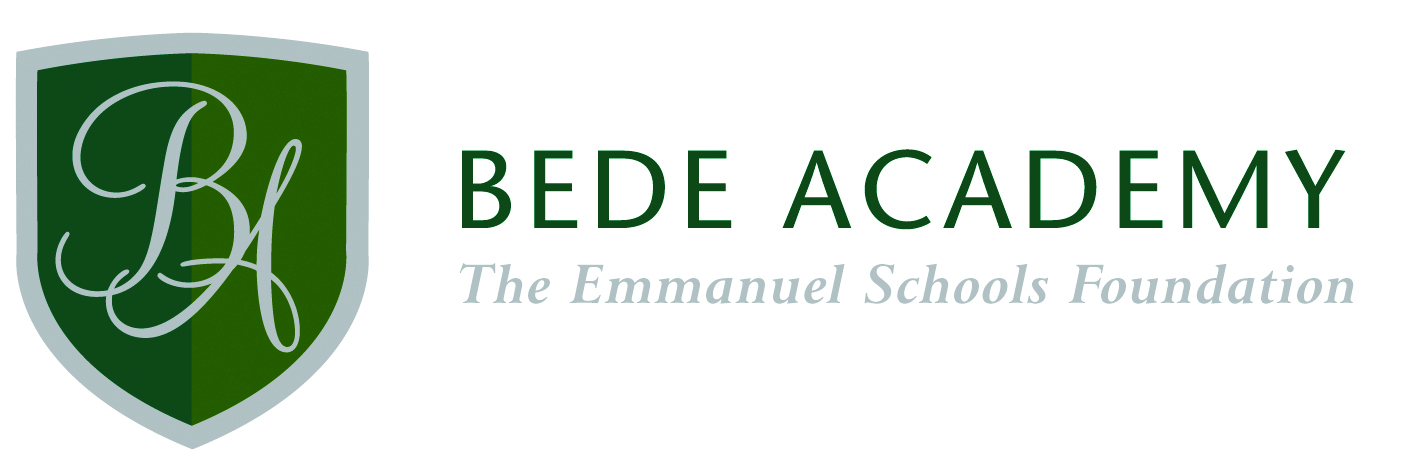 BA
BEDE ACADEMY
The Emmanuel Schools Foundation